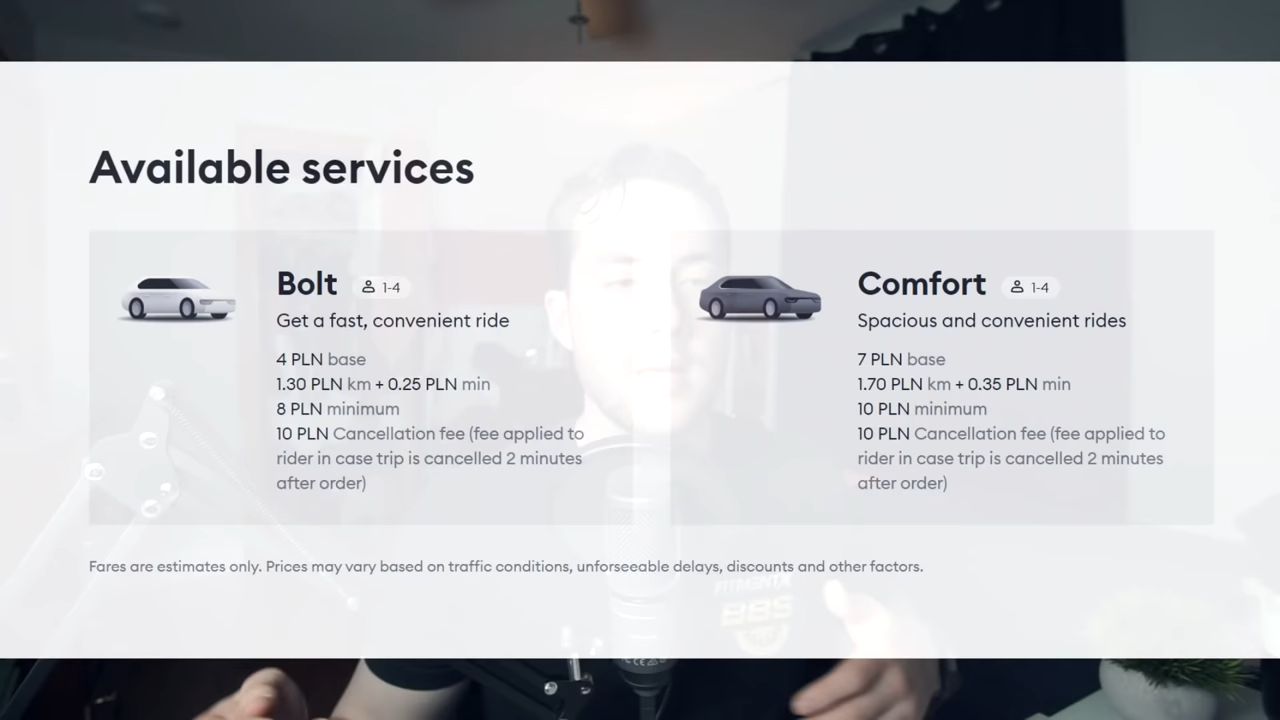 Available services
Bolt 1-4
Get a fast, convenient ride
4 PLN base
1.30 PLN km + 0.25 PLN min
8 PLN minimum
10 PLN Cancellation fee (fee applied to
rider in case trip is cancelled 2 minutes
after order)
Comfort 1-4
Spacious and convenient rides
7 PLN base
1.70 PLN km + 0.35 PLN min
10 PLN minimum
10 PLN Cancellation fee (fee applied to
rider in case trip is cancelled 2 minutes
after order)
Fares are estimates only. Prices may vary based on traffic conditions, unforseeable delays, discounts and other factors.
BBS